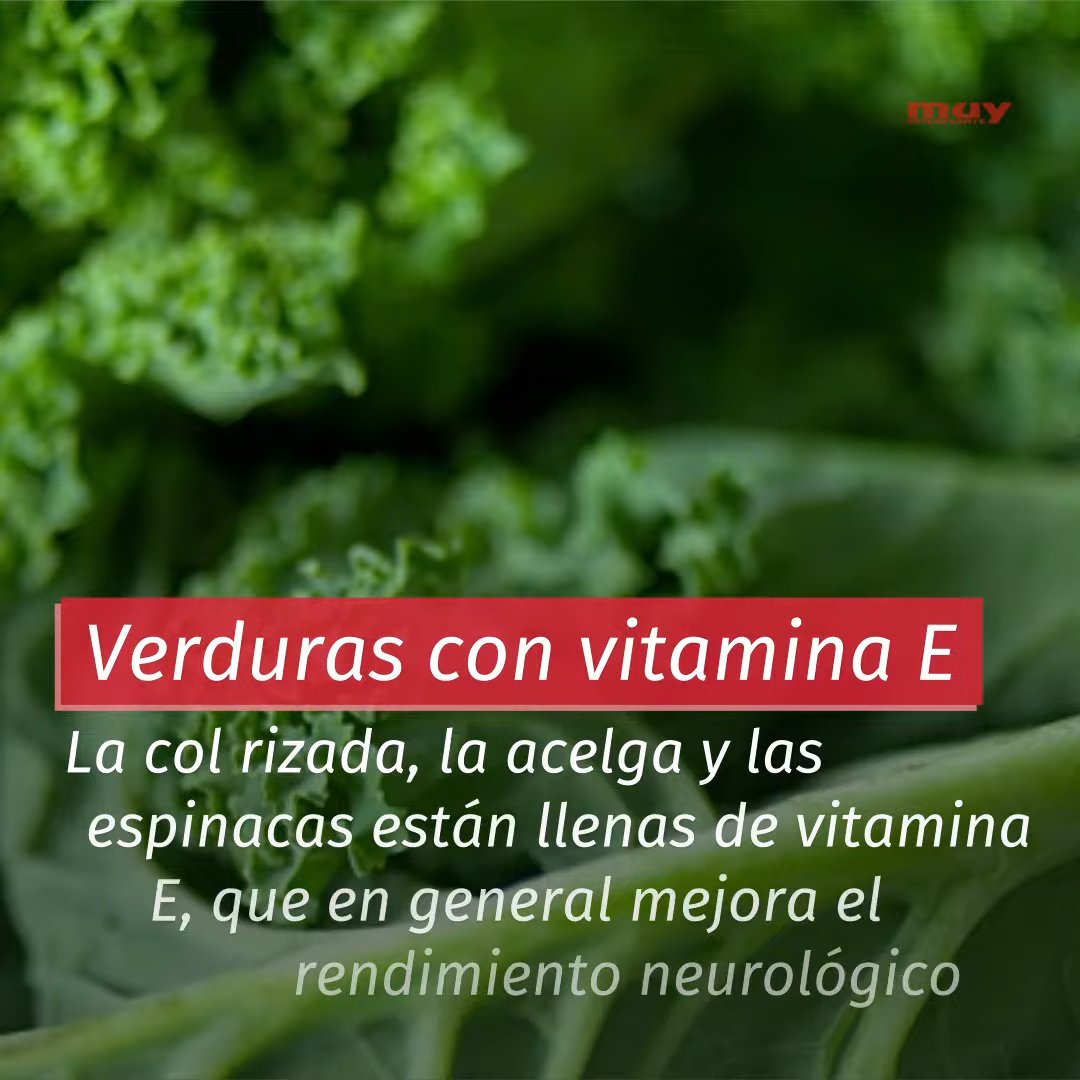 muy
Verduras con vitamina E
La col rizada, la acelga y las
espinacas están llenas de vitamina
E, que en general mejora el
rendimiento neurológico